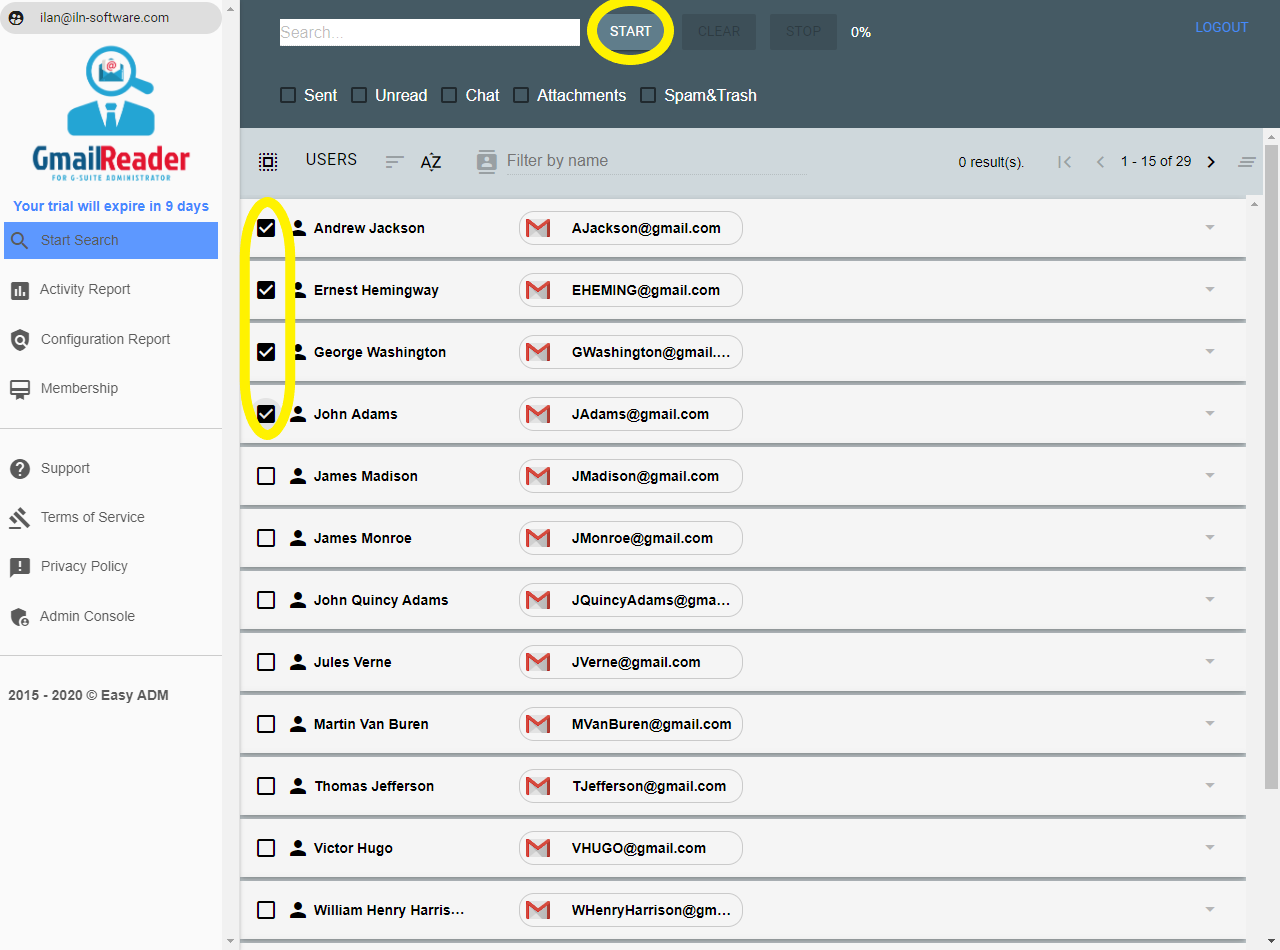 ilan@iln-software.com
GmailReader
FOR G-SUITE ADMINISTRATOR
Your trial will expire in 9 days
Start Search
Activity Report
Configuration Report
Membership
Support
Terms of Service
Privacy Policy
Admin Console
2015 - 2020 © Easy ADM
Search... START CLEAR STOP 0% LOGOUT
Sent Unread Chat Attachments Spam&Trash
USERS AZ Filter by name 0 result(s). 1 - 15 of 29
Andrew Jackson AJackson@gmail.com
Ernest Hemingway EHEMING@gmail.com
George Washington GWashington@gmail....
John Adams JAdams@gmail.com
James Madison JMadison@gmail.com
James Monroe JMonroe@gmail.com
John Quincy Adams JQuincyAdams@gma...
Jules Verne JVerne@gmail.com
Martin Van Buren MVanBuren@gmail.com
Thomas Jefferson TJefferson@gmail.com
Victor Hugo VHUGO@gmail.com
William Henry Harris... WHenryHarrison@gm...